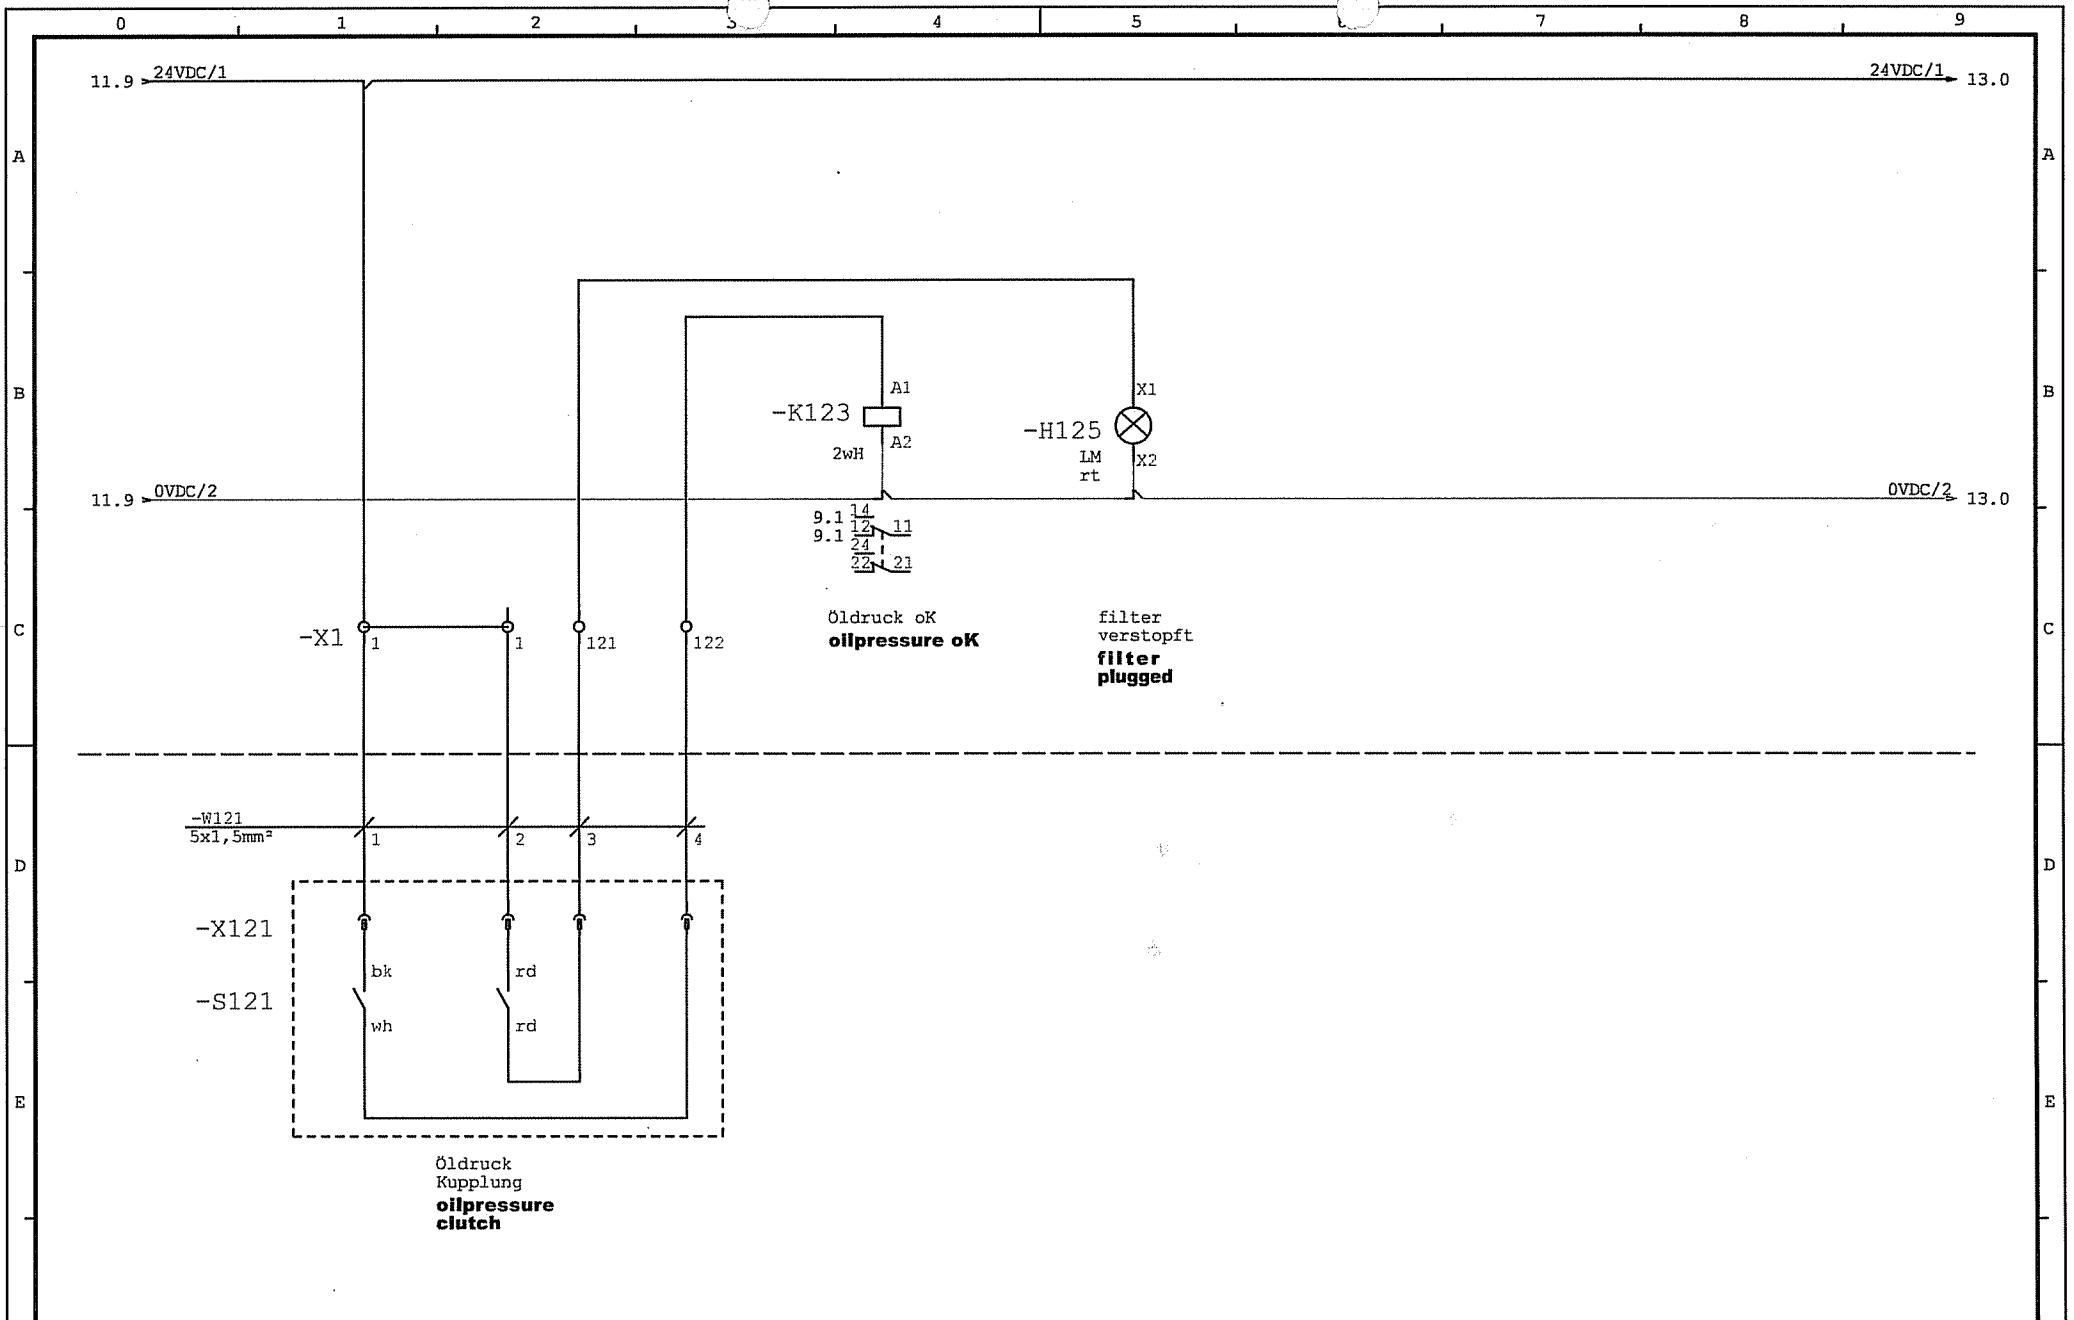 0 1 2 3 4 5 7 8 9
24VDC/1 24VDC/1
11.9 13.0
A A
A1 X1
B -K123 B
-H125
A2
2wH LM X2
rt
0VDC/2 0VDC/2
11.9 13.0
9.1 14
12 11
9.1
24
22 21
Öldruck oK filter
C -X1 1 1 121 122 verstopft C
oilpressure oK
filter
plugged
-W121
5x1,5mm² 1 2 3 4
D D
-X121
bk rd
-S121
wh rd
E E
Öldruck
Kupplung
oilpressure
clutch